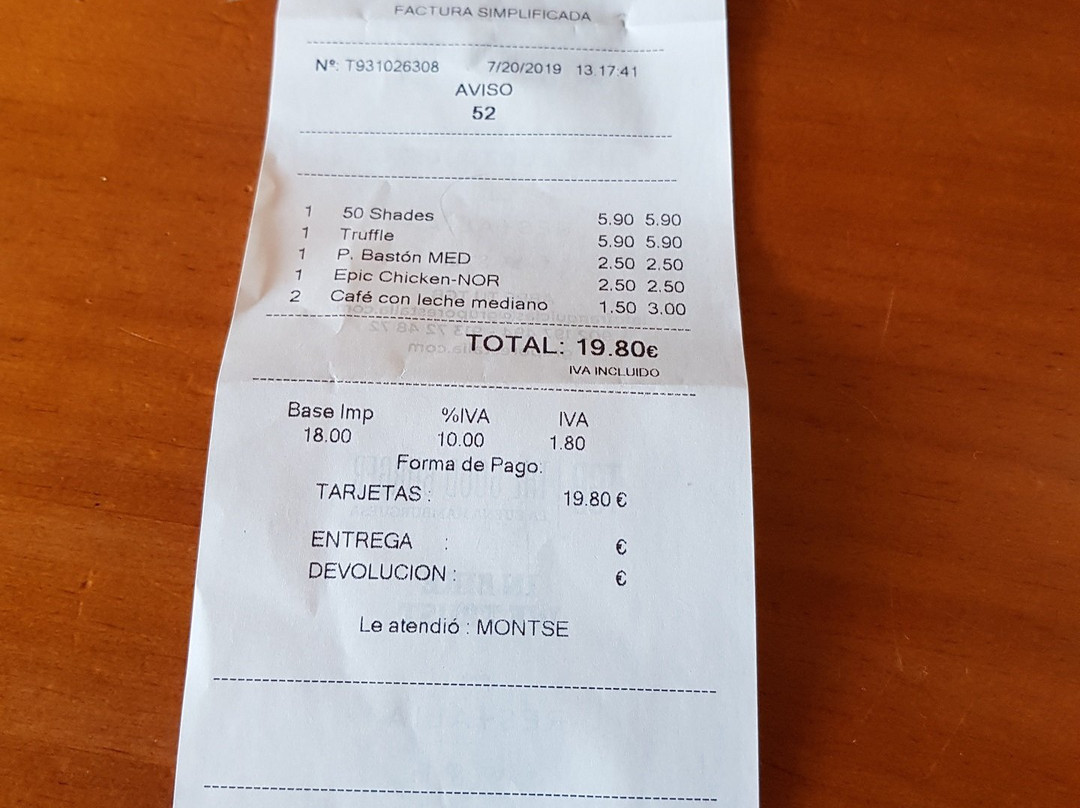 FACTURA SIMPLIFICADA
Nº: T931026308 7/20/2019 13:17:41
AVISO
52
1 50 Shades 5.90 5.90
1 Truffle 5.90 5.90
1 P. Bastón MED 2.50 2.50
1 Epic Chicken-NOR 2.50 2.50
2 Café con leche mediano 1.50 3.00
TOTAL: 19.80€
IVA INCLUIDO
Base Imp %IVA IVA
18.00 10.00 1.80
Forma de Pago:
TARJETAS : 19.80 €
ENTREGA : €
DEVOLUCION : €
Le atendió : MONTSE